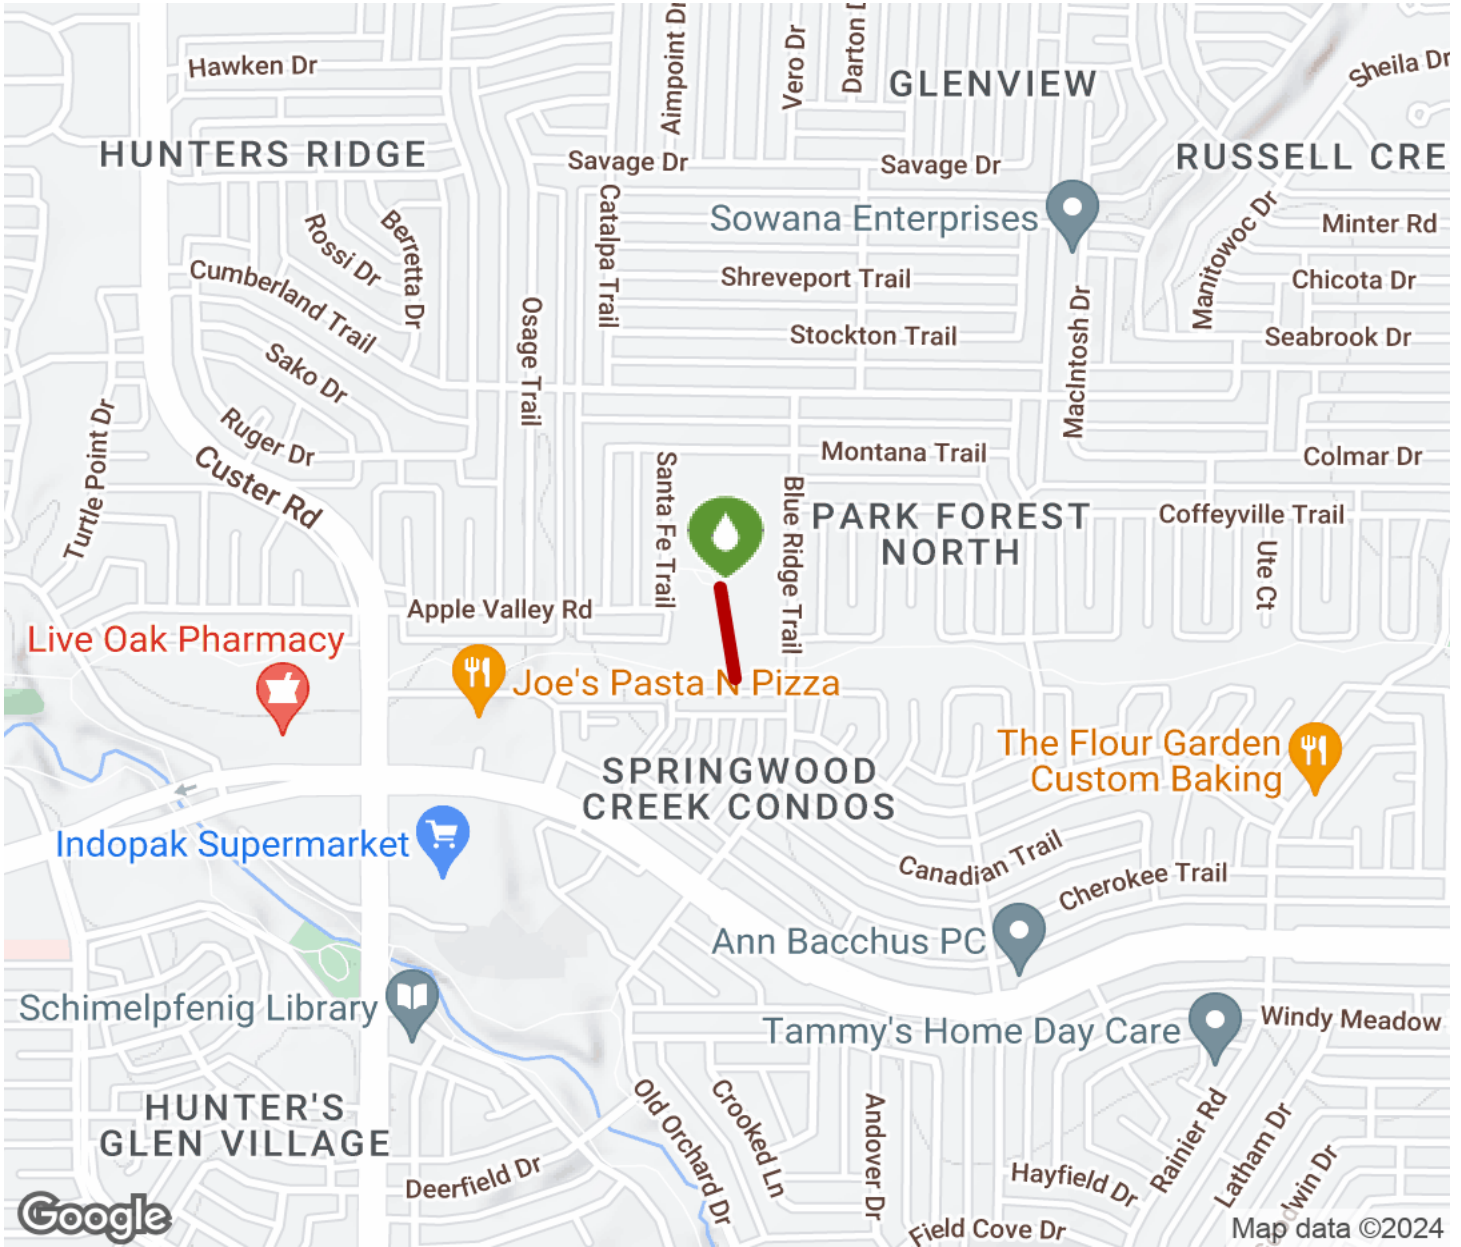 Hawken Dr
Aimpoint Dr
Vero Dr
Darton D
GLENVIEW
Sheila Dr
HUNTERS RIDGE
Savage Dr
Savage Dr
RUSSELL CRE
Catalpa Trail
Sowana Enterprises
Rossi Dr
Berretta Dr
Manitowoc Dr
Minter Rd
Cumberland Trail
Shreveport Trail
Chicota Dr
Osage Trail
Stockton Trail
MacIntosh Dr
Seabrook Dr
Sako Dr
Turtle Point Dr
Ruger Dr
Custer Rd
Santa Fe Trail
Montana Trail
Colmar Dr
Blue Ridge Trail
PARK FOREST
NORTH
Coffeyville Trail
Ute Ct
Apple Valley Rd
Live Oak Pharmacy
Joe's Pasta N Pizza
The Flour Garden
Custom Baking
SPRINGWOOD
CREEK CONDOS
Indopak Supermarket
Canadian Trail
Cherokee Trail
Ann Bacchus PC
Schimelpfenig Library
Tammy's Home Day Care
Windy Meadow
HUNTER'S
GLEN VILLAGE
Old Orchard Dr
Crooked Ln
Andover Dr
Rainier Rd
Latham Dr
Deerfield Dr
Hayfield Dr
dwin Dr
Field Cove Dr
Google
Map data ©2024